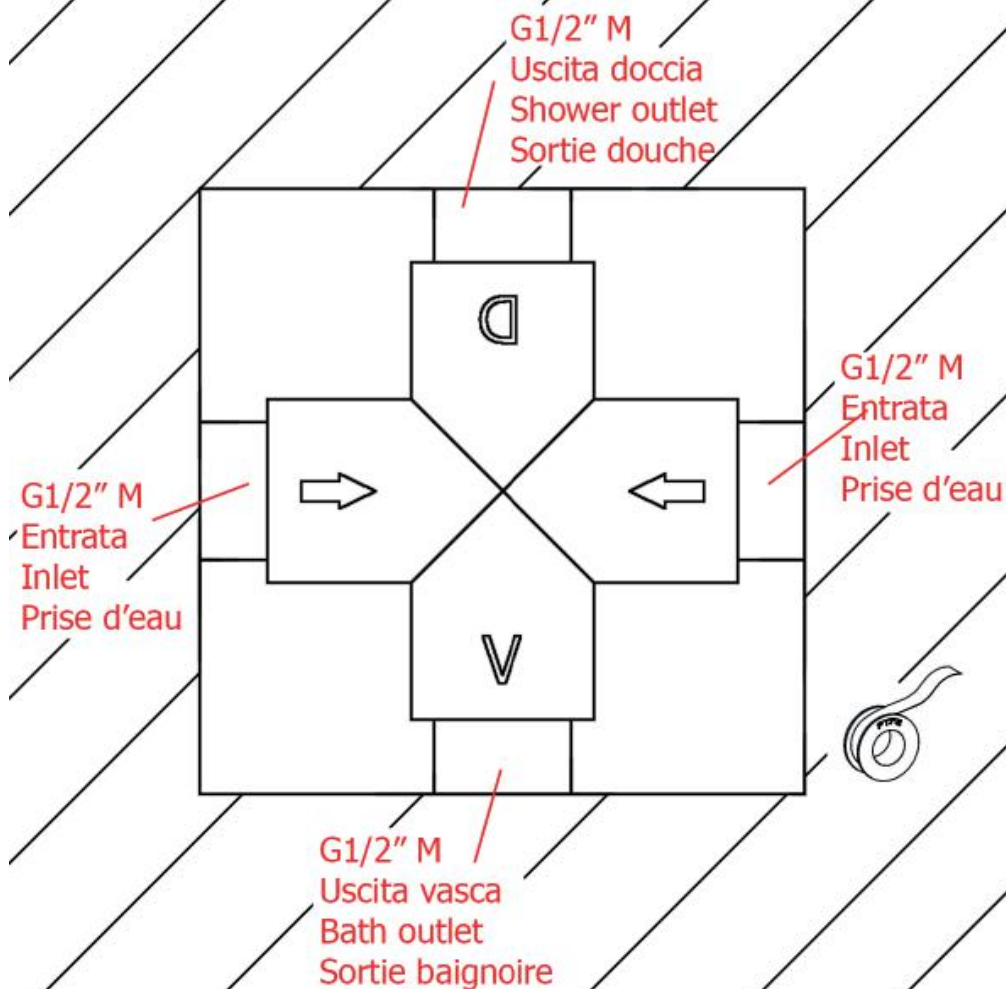 G1/2" M
Uscita doccia
Shower outlet
Sortie douche
D
G1/2" M
Entrata
Inlet
Prise d'eau
G1/2" M
Entrata
Inlet
Prise d'eau
V
PTFE
G1/2" M
Uscita vasca
Bath outlet
Sortie baignoire